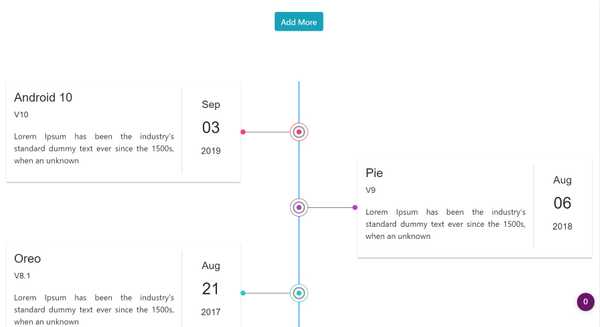 Add More
Android 10
V10
Lorem Ipsum has been the industry's
standard dummy text ever since the 1500s,
when an unknown
Sep
03
2019
Pie
V9
Lorem Ipsum has been the industry's
standard dummy text ever since the 1500s,
when an unknown
Aug
06
2018
Oreo
V8.1
Lorem Ipsum has been the industry's
standard dummy text ever since the 1500s,
when an unknown
Aug
21
2017
0